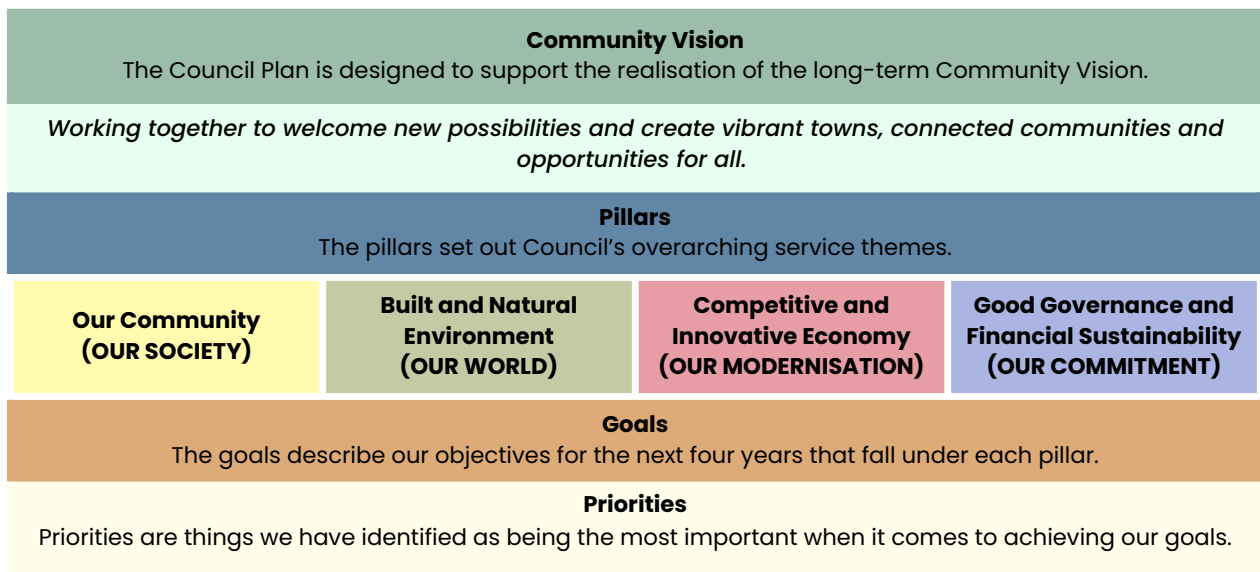 Community Vision
The Council Plan is designed to support the realisation of the long-term Community Vision.
Working together to welcome new possibilities and create vibrant towns, connected communities and
opportunities for all.
Pillars
The pillars set out Council’s overarching service themes.
Our Community
(OUR SOCIETY)
Built and Natural
Environment
(OUR WORLD)
Competitive and
Innovative Economy
(OUR MODERNISATION)
Good Governance and
Financial Sustainability
(OUR COMMITMENT)
Goals
The goals describe our objectives for the next four years that fall under each pillar.
Priorities
Priorities are things we have identified as being the most important when it comes to achieving our goals.